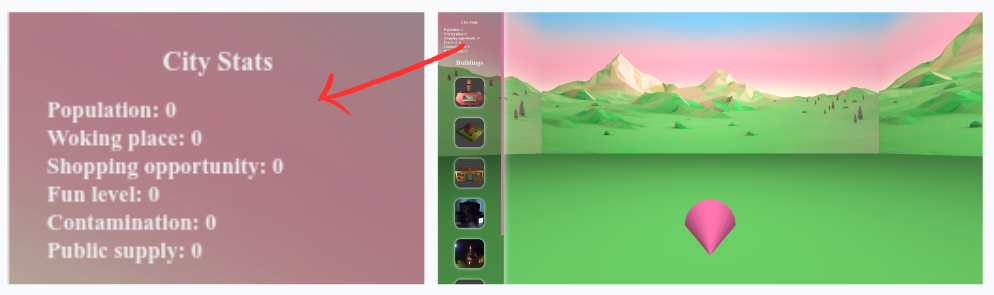 City Stats
Population: 0
Woking place: 0
Shopping opportunity: 0
Fun level: 0
Contamination: 0
Public supply: 0
City Stats
Buildings